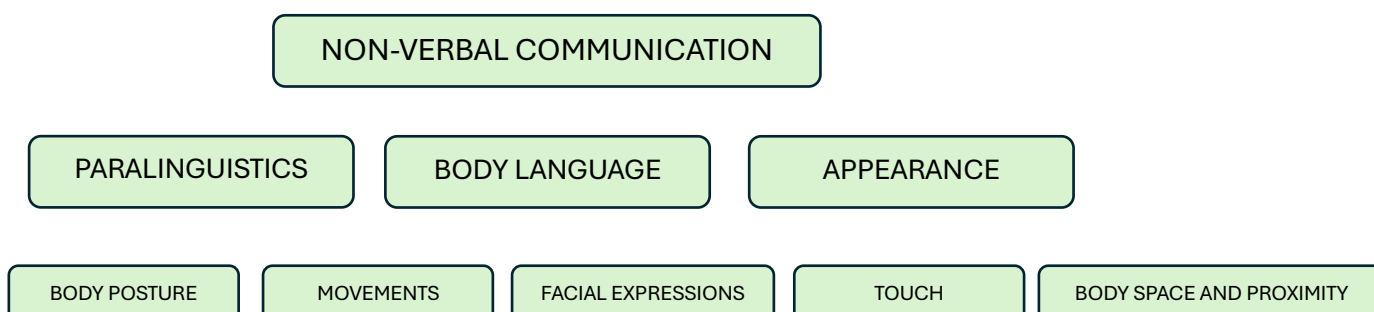 NON-VERBAL COMMUNICATION
PARALINGUISTICS
BODY LANGUAGE
APPEARANCE
BODY POSTURE
MOVEMENTS
FACIAL EXPRESSIONS
TOUCH
BODY SPACE AND PROXIMITY